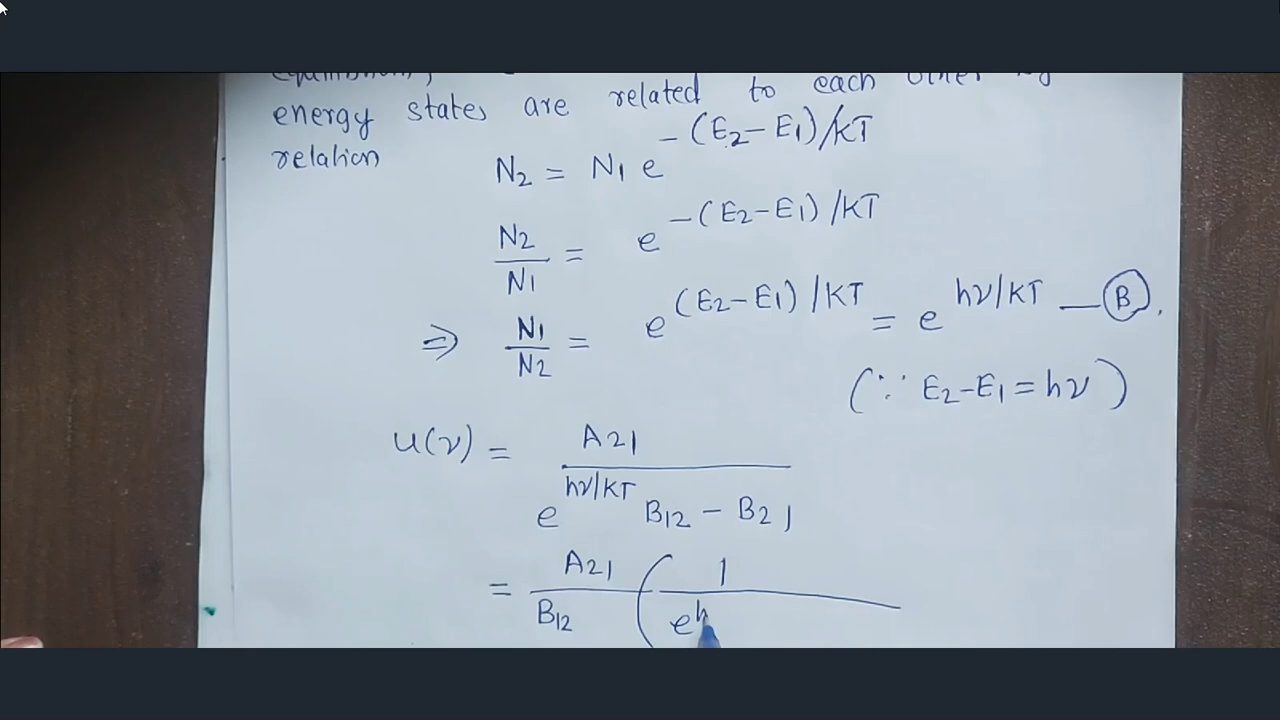 energy states are related to each other
relation
N₂ = N₁ e^-(E₂-E₁)/KT
N₂/N₁ = e^-(E₂-E₁)/KT
=> N₁/N₂ = e^(E₂-E₁)/KT = e^hν/KT — (B).
(∵ E₂-E₁ = hν)
u(ν) = A₂₁/(e^hν/KT B₁₂ - B₂₁)
= A₂₁/B₁₂ (1/e^h